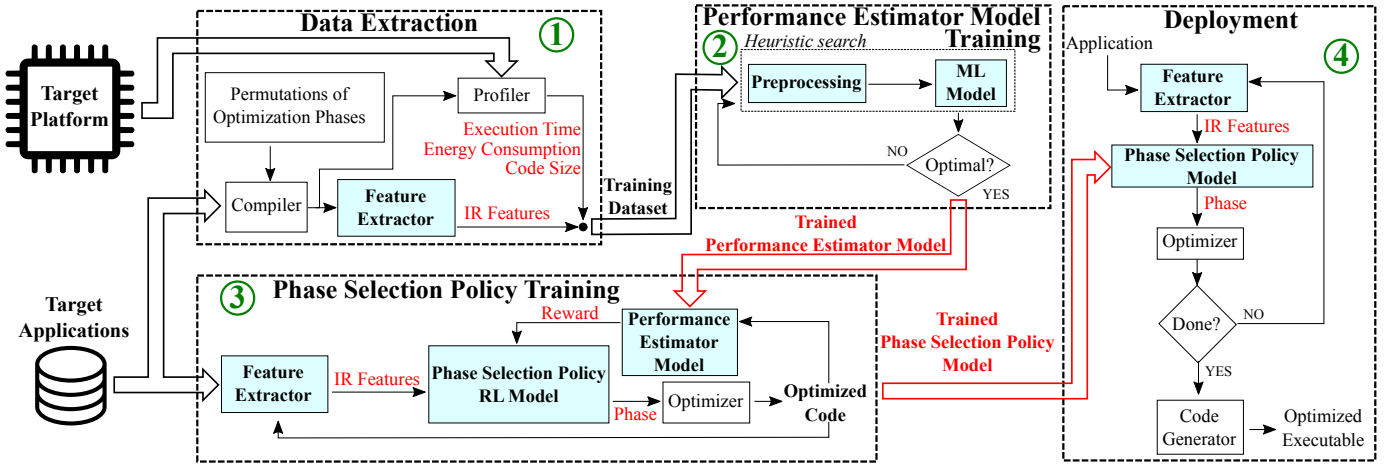 Data Extraction
1
Target
Platform
Permutations of
Optimization Phases
Profiler
Execution Time
Energy Consumption
Code Size
Compiler
Feature
Extractor
IR Features
Training
Dataset
Performance Estimator Model
Training
2
Heuristic search
Preprocessing
ML
Model
NO
Optimal?
YES
Trained
Performance Estimator Model
Target
Applications
3
Phase Selection Policy Training
Feature
Extractor
IR Features
Reward
Phase Selection Policy
RL Model
Performance
Estimator
Model
Phase
Optimizer
Optimized
Code
Trained
Phase Selection Policy
Model
Deployment
4
Application
Feature
Extractor
IR Features
Phase Selection Policy
Model
Phase
Optimizer
Done?
NO
YES
Code
Generator
Optimized
Executable